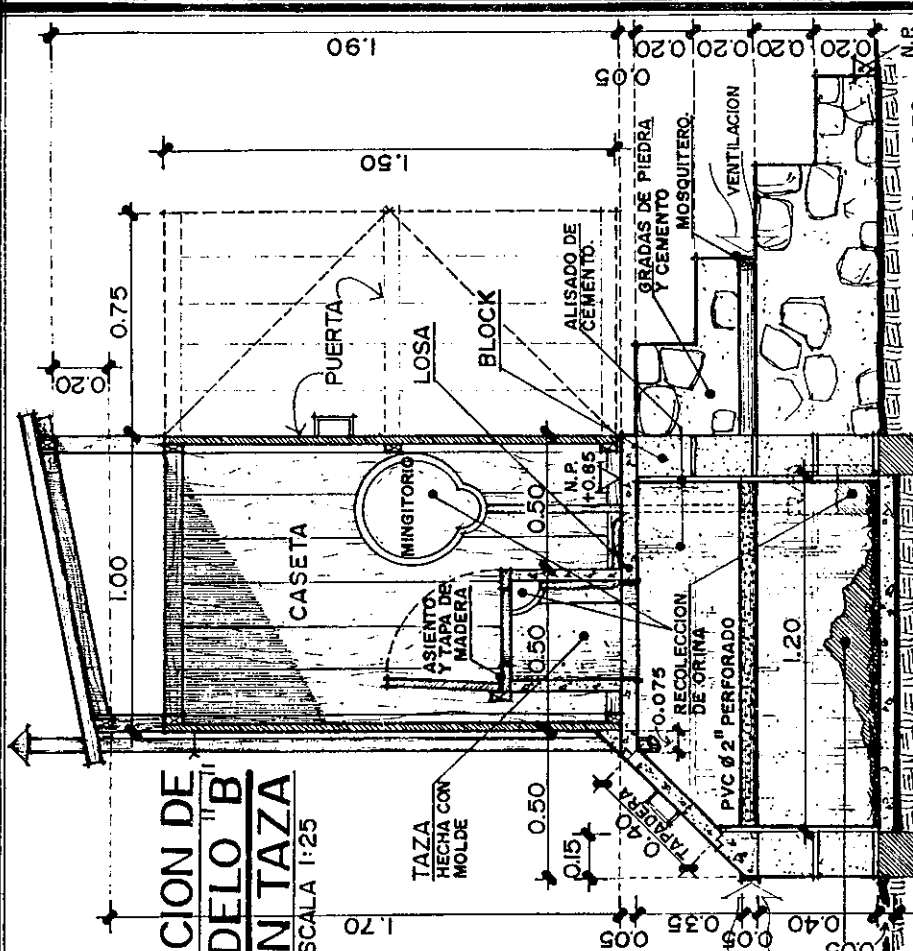 1.90
0.05
0.20
0.20
0.20
0.20
N.P.
1.50
0.75
0.20
1.00
PUERTA
LOSA
BLOCK
ALISADO DE
CEMENTO.
GRADAS DE PIEDRA
Y CEMENTO
MOSQUITERO
VENTILACION
CASETA
MINGITORIO
0.50
N.P.
+0.85
ASIENTO
Y TAPA DE
MADERA
0.50
0.075
RECOLECCION
DE ORINA
PVC Ø 2" PERFORADO
1.20
CION DE
DELO "B"
N TAZA
SCALA 1:25
TAZA
HECHA CON
MOLDE
0.50
0.15
0.40
TAPADERA
1.70
0.05
0.35
0.40
0.05